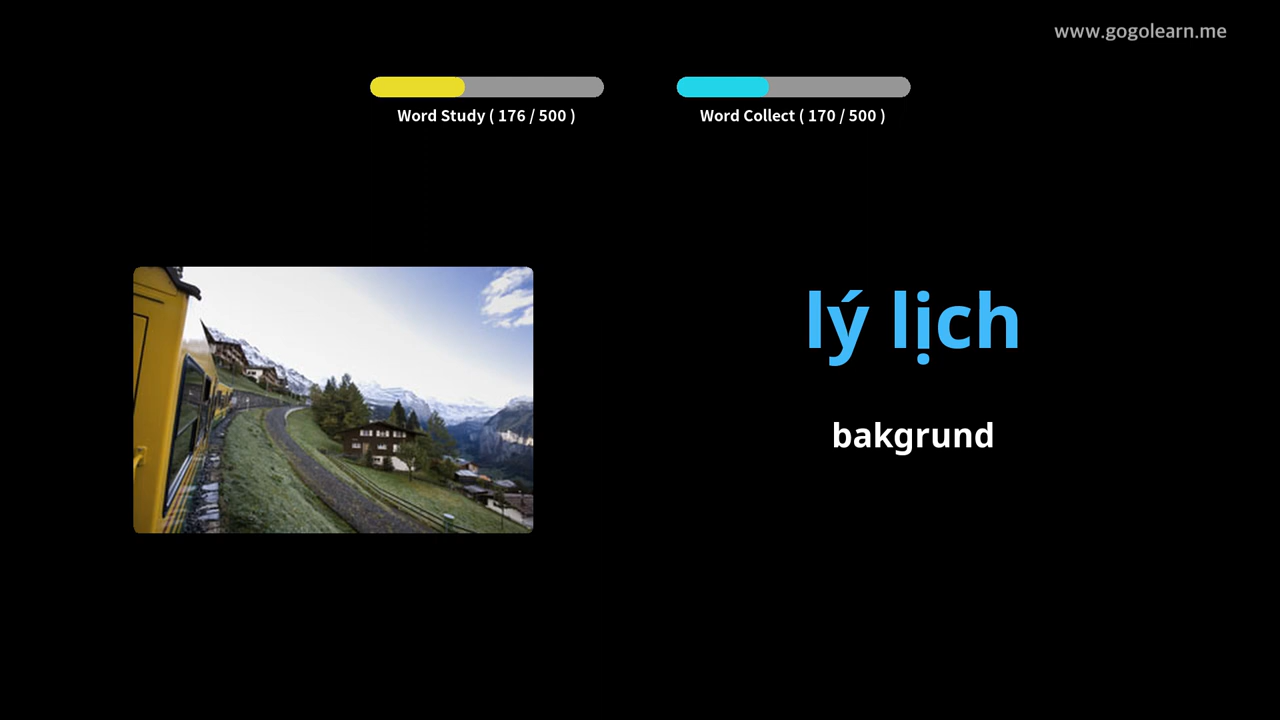 www.gogolearn.me
Word Study ( 176 / 500 )
Word Collect ( 170 / 500 )
lý lịch
bakgrund